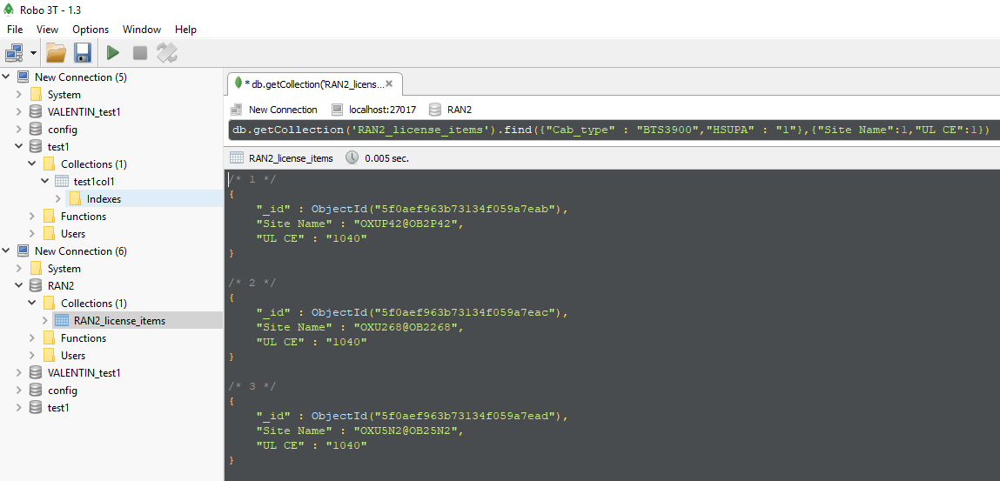 Robo 3T - 1.3
File View Options Window Help
New Connection (5)
System
VALENTIN_test1
config
test1
Collections (1)
test1col1
Indexes
Functions
Users
New Connection (6)
System
RAN2
Collections (1)
RAN2_license_items
Functions
Users
VALENTIN_test1
config
test1
* db.getCollection('RAN2_licens...
New Connection localhost:27017 RAN2
db.getCollection('RAN2_license_items').find({"Cab_type" : "BTS3900","HSUPA" : "1"},{"Site Name":1,"UL CE":1})
RAN2_license_items 0.005 sec.
/* 1 */
{
"_id" : ObjectId("5f0aef963b73134f059a7eab"),
"Site Name" : "OXUP42@OB2P42",
"UL CE" : "1040"
}
/* 2 */
{
"_id" : ObjectId("5f0aef963b73134f059a7eac"),
"Site Name" : "OXU268@OB2268",
"UL CE" : "1040"
}
/* 3 */
{
"_id" : ObjectId("5f0aef963b73134f059a7ead"),
"Site Name" : "OXU5N2@OB25N2",
"UL CE" : "1040"
}